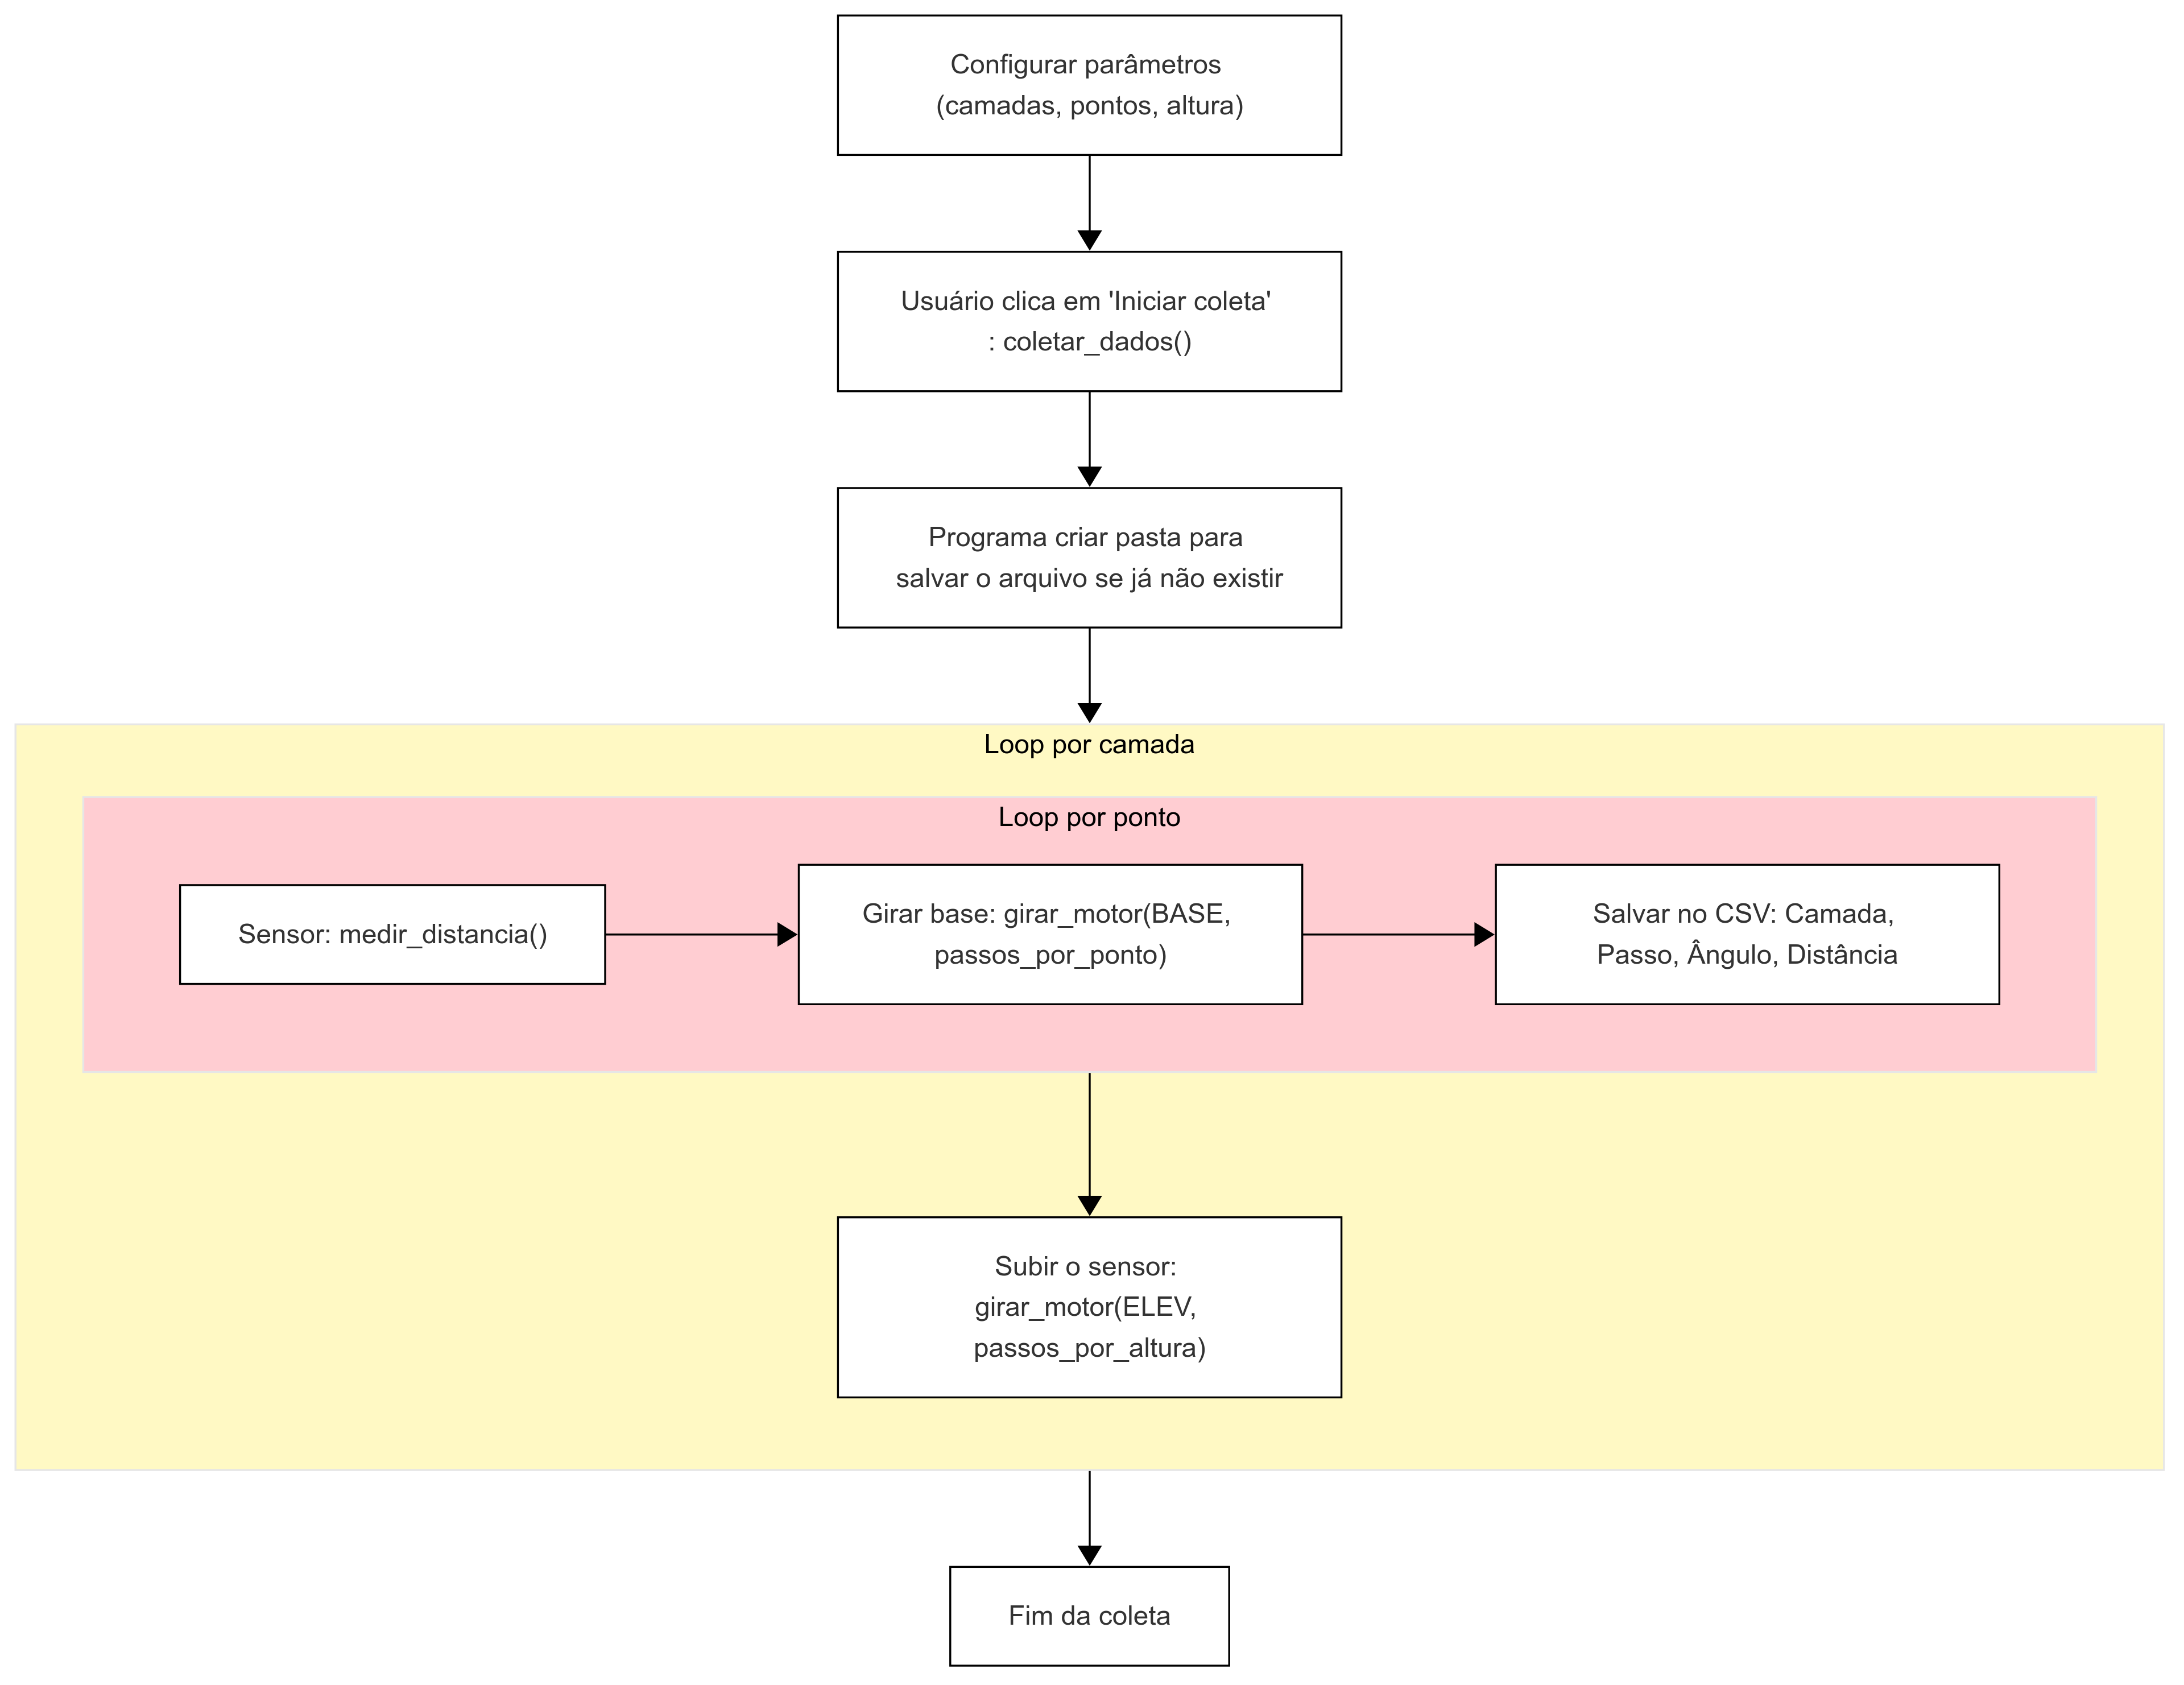 Configurar parâmetros
(camadas, pontos, altura)
Usuário clica em 'Iniciar coleta'
: coletar_dados()
Programa criar pasta para
salvar o arquivo se já não existir
Loop por camada
Loop por ponto
Sensor: medir_distancia()
Girar base: girar_motor(BASE,
passos_por_ponto)
Salvar no CSV: Camada,
Passo, Ângulo, Distância
Subir o sensor:
girar_motor(ELEV,
passos_por_altura)
Fim da coleta